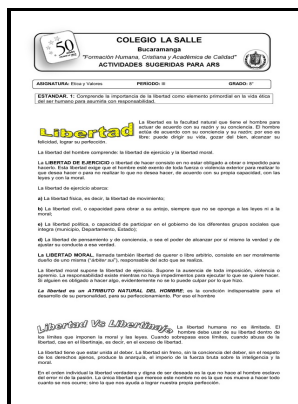 COLEGIO LA SALLE
Bucaramanga
"Formación Humana, Cristiana y Académica de Calidad"
ACTIVIDADES SUGERIDAS PARA ARS
ASIGNATURA: Ética y Valores PERIODO: III GRADO: 8°
ESTANDAR. 1: Comprende la importancia de la libertad como elemento primordial en la vida ética
del ser humano para asumirla con responsabilidad.
Libertad
La libertad es la facultad que tiene el hombre para
actuar de acuerdo con su razón y su conciencia. El hombre
actúa de acuerdo con su conciencia y su razón; por eso es
libre: puede dirigir su vida, gozar del bien, alcanzar su
felicidad, lograr su perfección.
La libertad del hombre comprende: la libertad de ejercicio y la libertad moral.
La LIBERTAD DE EJERCICIO o libertad de hacer consiste en no estar obligado a obrar o impedido para
hacerlo. Esta libertad exige que el hombre esté exento de toda fuerza o violencia exterior para realizar lo
que desea hacer o para no realizar lo que no desea hacer, de acuerdo con su propia capacidad, con las
leyes y con la moral.
La libertad de ejercicio abarca:
a) La libertad física, es decir, la libertad de movimiento;
b) La libertad civil, o capacidad para obrar a su antojo, siempre que no se oponga a las leyes ni a la
moral;
c) La libertad política, o capacidad de participar en el gobierno de los diferentes grupos sociales que
integra (municipio, Departamento, Estado);
d) La libertad de pensamiento y de conciencia, o sea el poder de alcanzar por sí mismo la verdad y de
ajustar su conducta a esa verdad.
La LIBERTAD MORAL, llamada también libertad de querer o libre arbitrio, consiste en ser moralmente
dueño de uno mismo ("árbitro de sí"), responsable del acto que se realiza.
La libertad moral supone la libertad de ejercicio. Supone la ausencia de toda imposición, violencia o
apremio. La responsabilidad existe mientras no haya impedimentos para ejecutar lo que se quiere hacer.
Si alguien es obligado a hacer algo, evidentemente no se lo puede culpar por lo que hizo.
La libertad es un ATRIBUTO NATURAL DEL HOMBRE; es la condición indispensable para el
desarrollo de su personalidad, para su perfeccionamiento. Por eso el hombre
Libertad Vs Libertinaje
La libertad humana no es ilimitada. El
hombre debe usar de su libertad dentro de
los límites que imponen la moral y las leyes. Cuando sobrepasa esos límites, cuando abusa de la
libertad, cae en el libertinaje, es decir, en el exceso de libertad.
La libertad tiene que estar unida al deber. La libertad sin freno, sin la conciencia del deber, sin el respeto
de los derechos ajenos, produce la anarquía, el imperio de la fuerza bruta sobre la inteligencia y la
moral.
En el orden individual la libertad verdadera y digna de ser deseada es la que no hace al hombre esclavo
del error ni de la pasión. La única libertad que merece este nombre no es la que nos mueve a hacer todo
cuanto se nos ocurre; sino la que nos ayuda a lograr nuestra propia perfección.